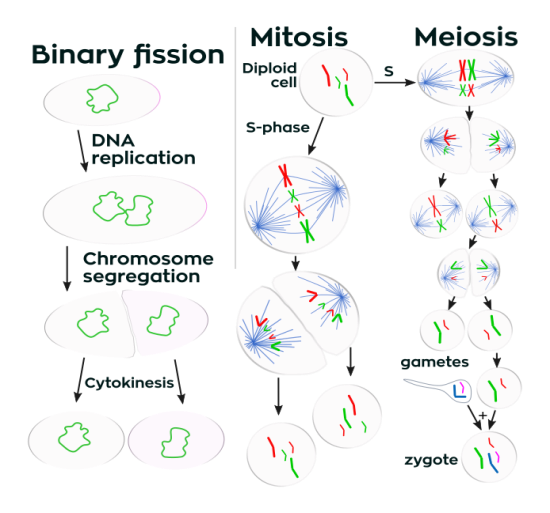 Binary fission
DNA
replication
Chromosome
segregation
Cytokinesis
Mitosis
Diploid
cell
S-phase
Meiosis
S
gametes
+
zygote